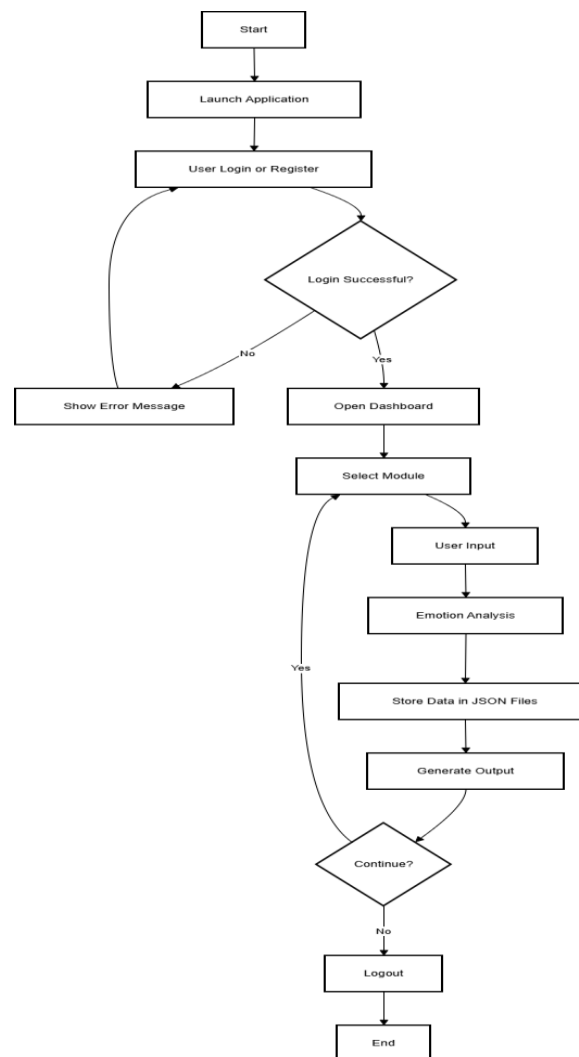 Start
Launch Application
User Login or Register
Login Successful?
No
Yes
Show Error Message
Open Dashboard
Select Module
User Input
Emotion Analysis
Yes
Store Data in JSON Files
Generate Output
Continue?
No
Logout
End